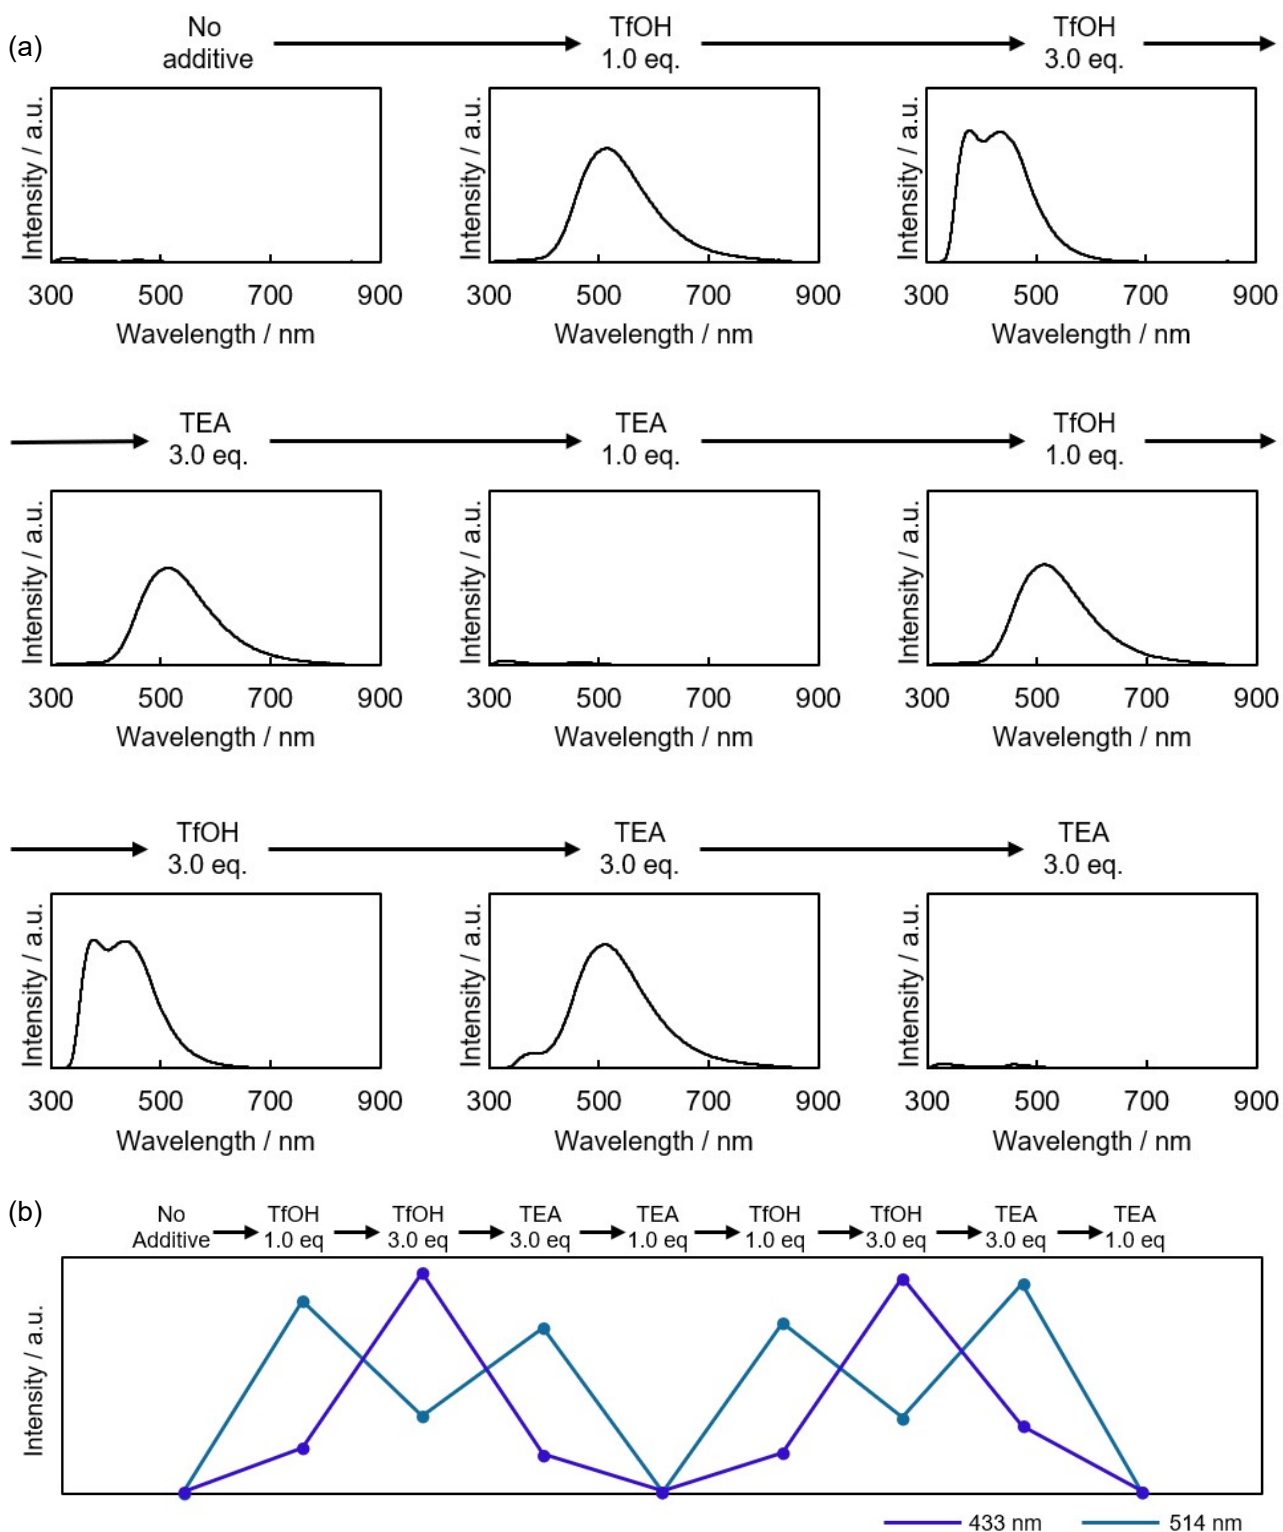 (a)
No additive
TfOH 1.0 eq.
TfOH 3.0 eq.
Intensity / a.u.
300 500 700 900
Wavelength / nm
Intensity / a.u.
300 500 700 900
Wavelength / nm
Intensity / a.u.
300 500 700 900
Wavelength / nm
TEA 3.0 eq.
TEA 1.0 eq.
TfOH 1.0 eq.
Intensity / a.u.
300 500 700 900
Wavelength / nm
Intensity / a.u.
300 500 700 900
Wavelength / nm
Intensity / a.u.
300 500 700 900
Wavelength / nm
TfOH 3.0 eq.
TEA 3.0 eq.
TEA 3.0 eq.
Intensity / a.u.
300 500 700 900
Wavelength / nm
Intensity / a.u.
300 500 700 900
Wavelength / nm
Intensity / a.u.
300 500 700 900
Wavelength / nm
(b)
No Additive
TfOH 1.0 eq
TfOH 3.0 eq
TEA 3.0 eq
TEA 1.0 eq
TfOH 1.0 eq
TfOH 3.0 eq
TEA 3.0 eq
TEA 1.0 eq
Intensity / a.u.
433 nm
514 nm